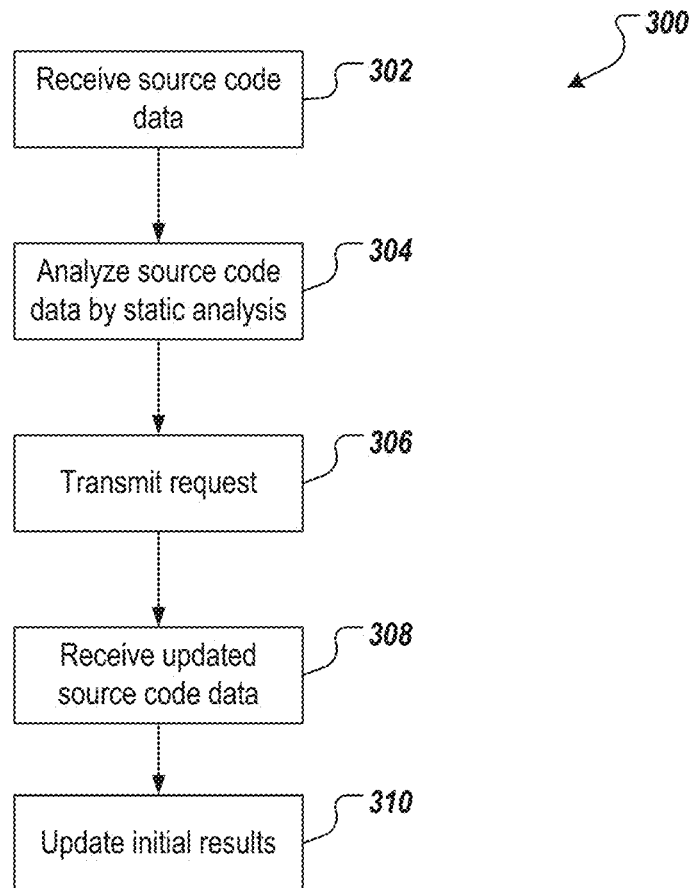 300
Receive source code
data
302
Analyze source code
data by static analysis
304
Transmit request
306
Receive updated
source code data
308
Update initial results
310